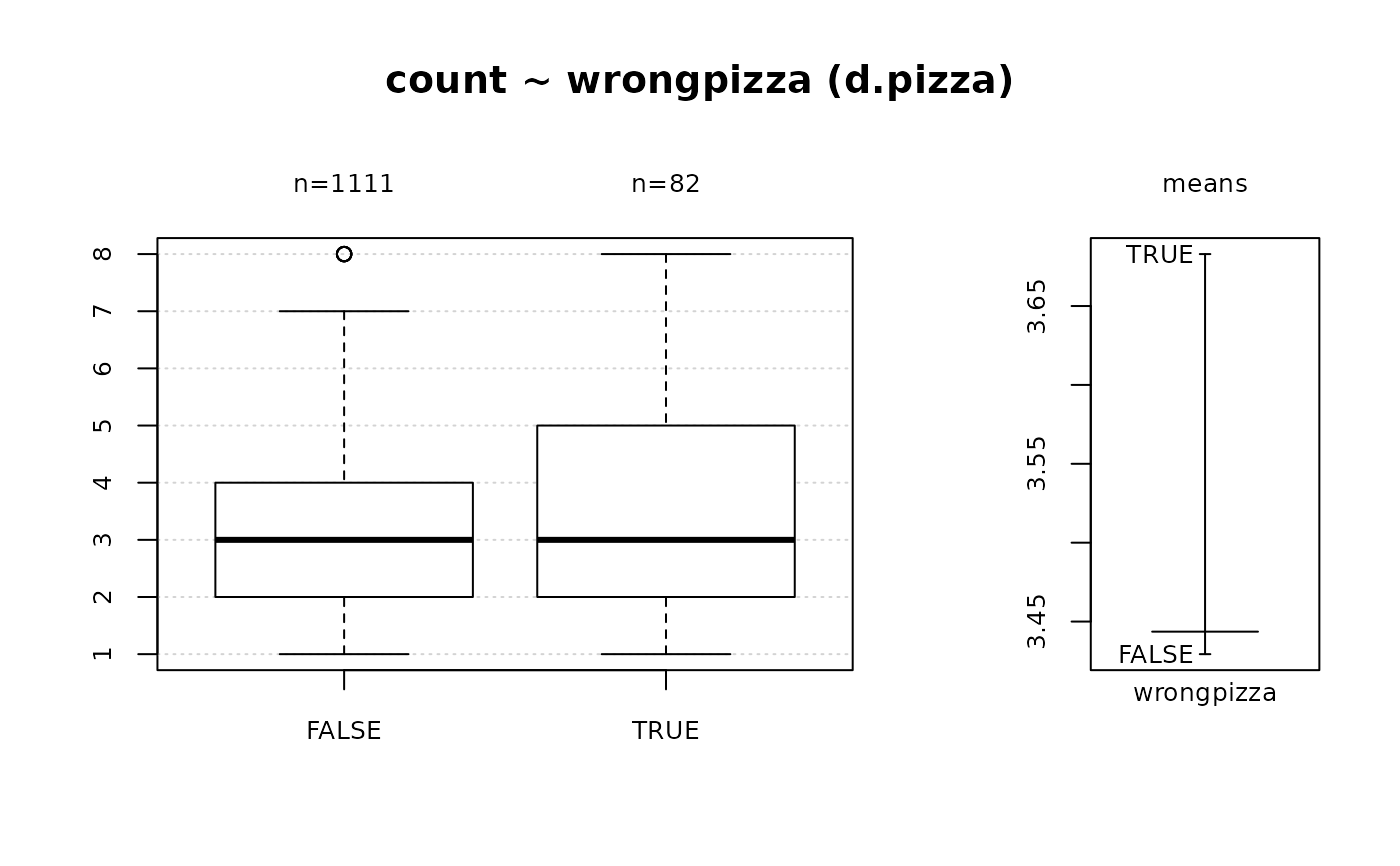 count ~ wrongpizza (d.pizza)
n=1111
n=82
means
8
7
6
5
4
3
2
1
FALSE
TRUE
TRUE
3.65
3.55
3.45
FALSE
wrongpizza